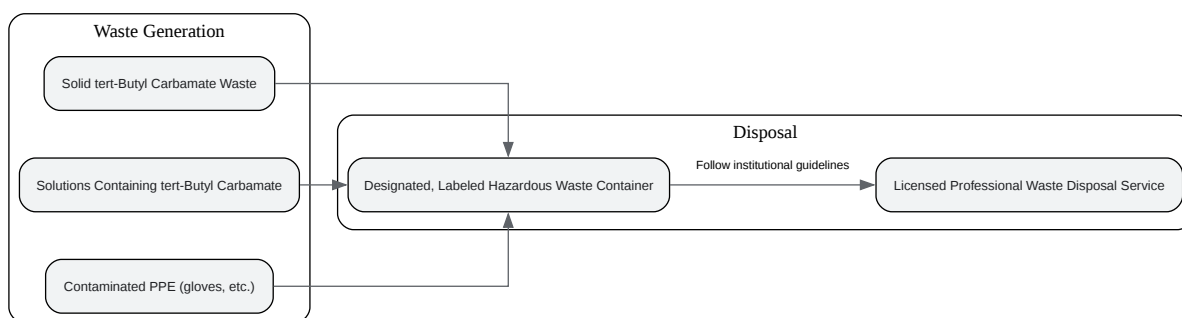 Waste Generation
Solid tert-Butyl Carbamate Waste
Solutions Containing tert-Butyl Carbamate
Contaminated PPE (gloves, etc.)
Disposal
Designated, Labeled Hazardous Waste Container
Follow institutional guidelines
Licensed Professional Waste Disposal Service